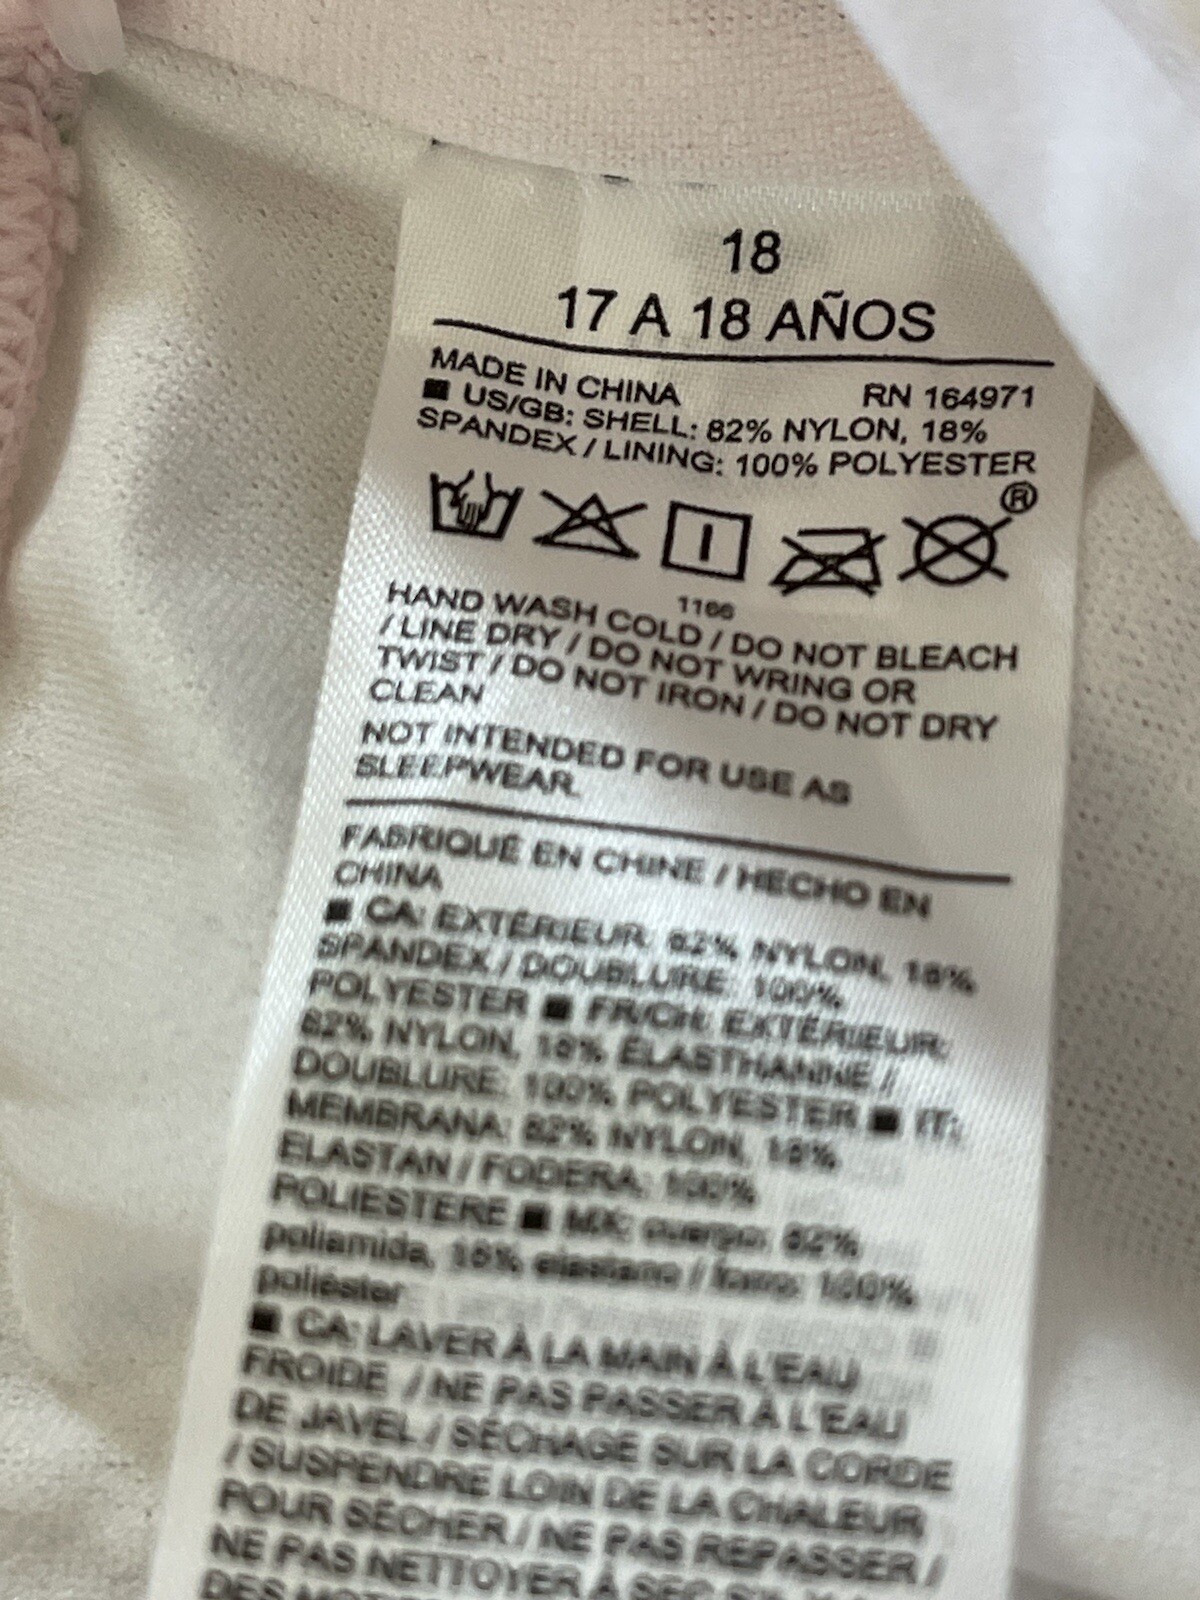 18
17 A 18 AÑOS
MADE IN CHINA RN 164971
■ US/GB: SHELL: 82% NYLON, 18%
SPANDEX / LINING: 100% POLYESTER
®
1166
HAND WASH COLD / DO NOT BLEACH
/ LINE DRY / DO NOT WRING OR
TWIST / DO NOT IRON / DO NOT DRY
CLEAN
NOT INTENDED FOR USE AS
SLEEPWEAR.
FABRIQUÉ EN CHINE / HECHO EN
CHINA
■ CA: EXTÉRIEUR: 82% NYLON, 18%
SPANDEX / DOUBLURE: 100%
POLYESTER ■ FR/CH: EXTÉRIEUR:
82% NYLON, 18% ÉLASTHANNE /
DOUBLURE: 100% POLYESTER ■ IT:
MEMBRANA: 82% NYLON, 18%
ELASTAN / FODERA: 100%
POLIESTERE ■ MX: cuerpo: 82%
poliamida, 18% elastano / forro: 100%
poliéster
■ CA: LAVER À LA MAIN À L'EAU
FROIDE / NE PAS PASSER À L'EAU
DE JAVEL / SÉCHAGE SUR LA CORDE
/ SUSPENDRE LOIN DE LA CHALEUR
POUR SÉCHER / NE PAS REPASSER /
NE PAS NETTOYER À SEC
DES